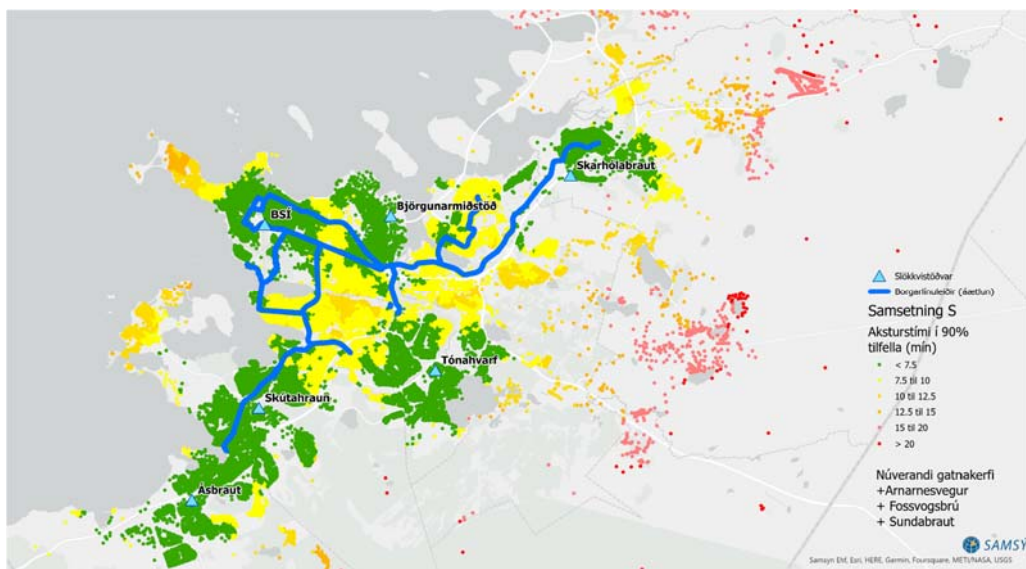 Skarhólabraut
Björgunarmiðstöð
BSÍ
Tónahvarf
Skútahraun
Ásbraut
Slökkvistöðvar
Borgarlínuleiðir (áætlun)
Samsetning S
Aksturstími í 90%
tilfella (mín)
< 7.5
7.5 til 10
10 til 12.5
12.5 til 15
15 til 20
> 20
Núverandi gatnakerfi
+Arnarnesvegur
+ Fossvogsbrú
+ Sundabraut
SAMSÝ
Samsyn Ehf, Esri, HERE, Garmin, Foursquare, METI/NASA, USGS